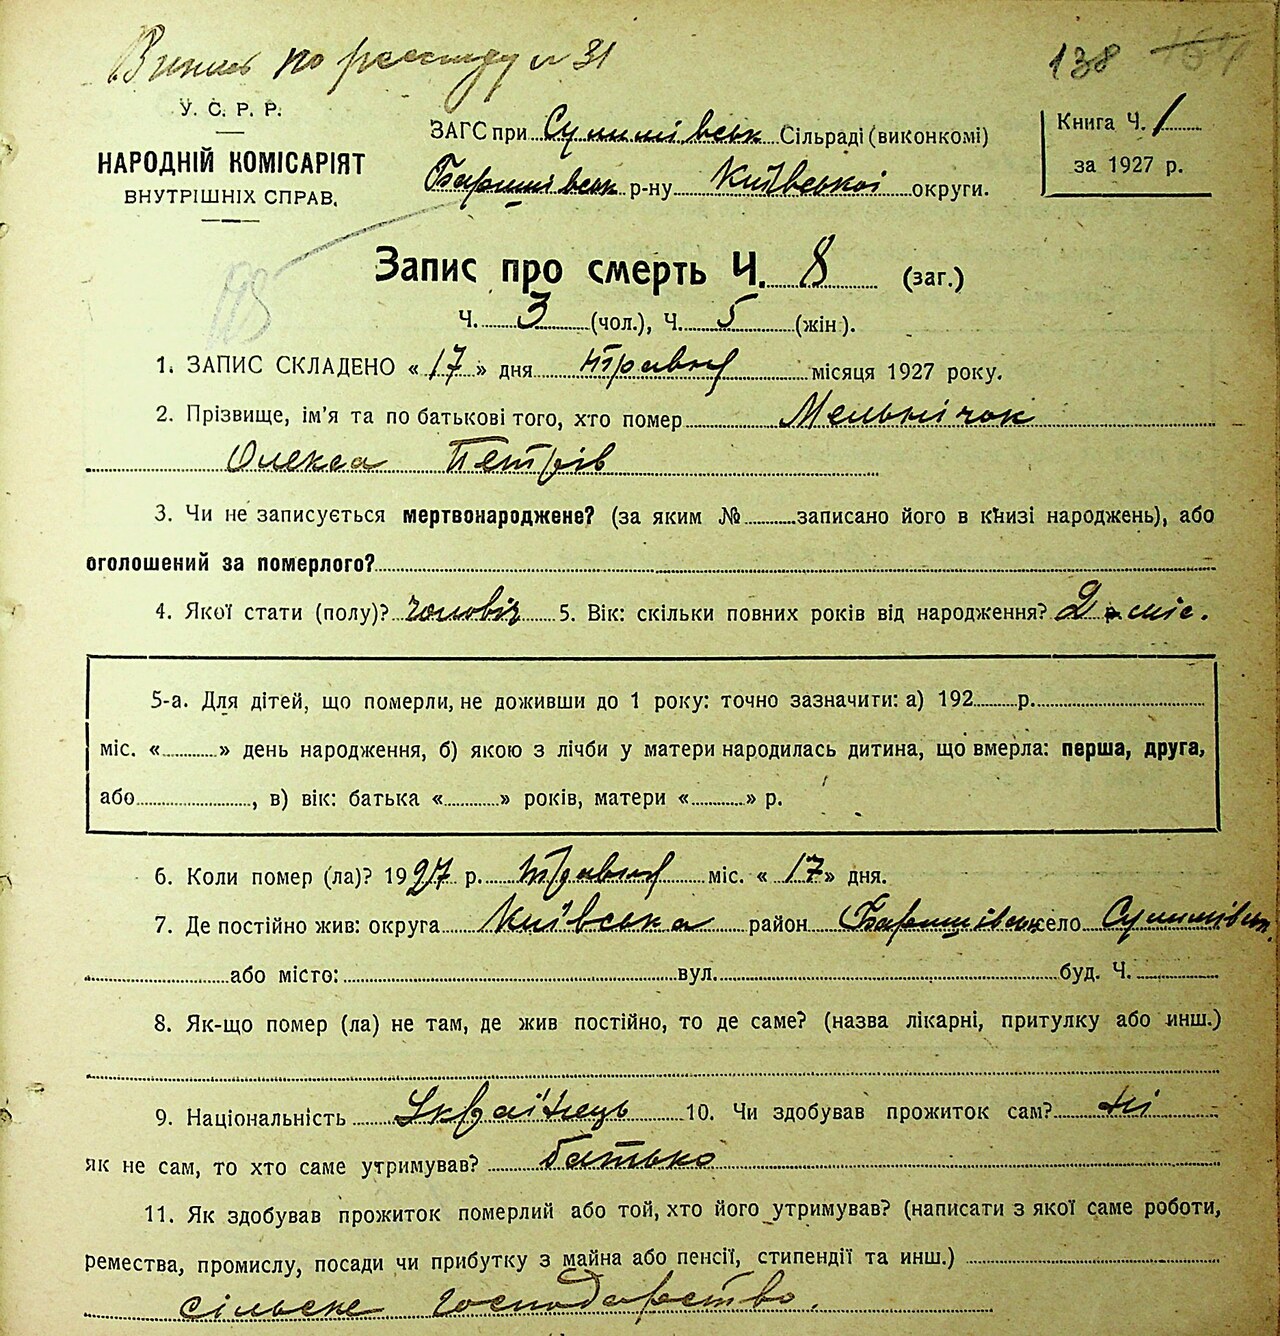 по № 31
138
У. С. Р. Р.
НАРОДНІЙ КОМІСАРІЯТ
ВНУТРІШНІХ СПРАВ.
ЗАГС при Сулимівськ Сільраді (виконкомі)
Баришівськ р-ну Київської округи.
Книга Ч. 1
за 1927 р.
Запис про смерть Ч. 8 (заг.)
Ч. 3 (чол.), Ч. 5 (жін).
1. ЗАПИС СКЛАДЕНО «17» дня травня місяця 1927 року.
2. Прізвище, ім'я та по батькові того, хто помер Мельничок
Олекса Петрів
3. Чи не записується мертвонароджене? (за яким № записано його в книзі народжень), або
оголошений за померлого?
4. Якої стати (полу)? чоловіч 5. Вік: скільки повних років від народження? 2 міс.
5-а. Для дітей, що померли, не доживши до 1 року: точно зазначити: а) 192 р.
міс. « » день народження, б) якою з лічби у матери народилась дитина, що вмерла: перша, друга,
або , в) вік: батька « » років, матери « » р.
6. Коли помер (ла)? 1927 р. травня міс. «17» дня.
7. Де постійно жив: округа Київська район Баришівськ село Сулимівськ
або місто: вул. буд. Ч.
8. Як-що помер (ла) не там, де жив постійно, то де саме? (назва лікарні, притулку або инш.)
9. Національність Українець 10. Чи здобував прожиток сам? ні
як не сам, то хто саме утримував? батько
11. Як здобував прожиток померлий або той, хто його утримував? (написати з якої саме роботи,
ремества, промислу, посади чи прибутку з майна або пенсії, стипендії та инш.)
сільске господарство.